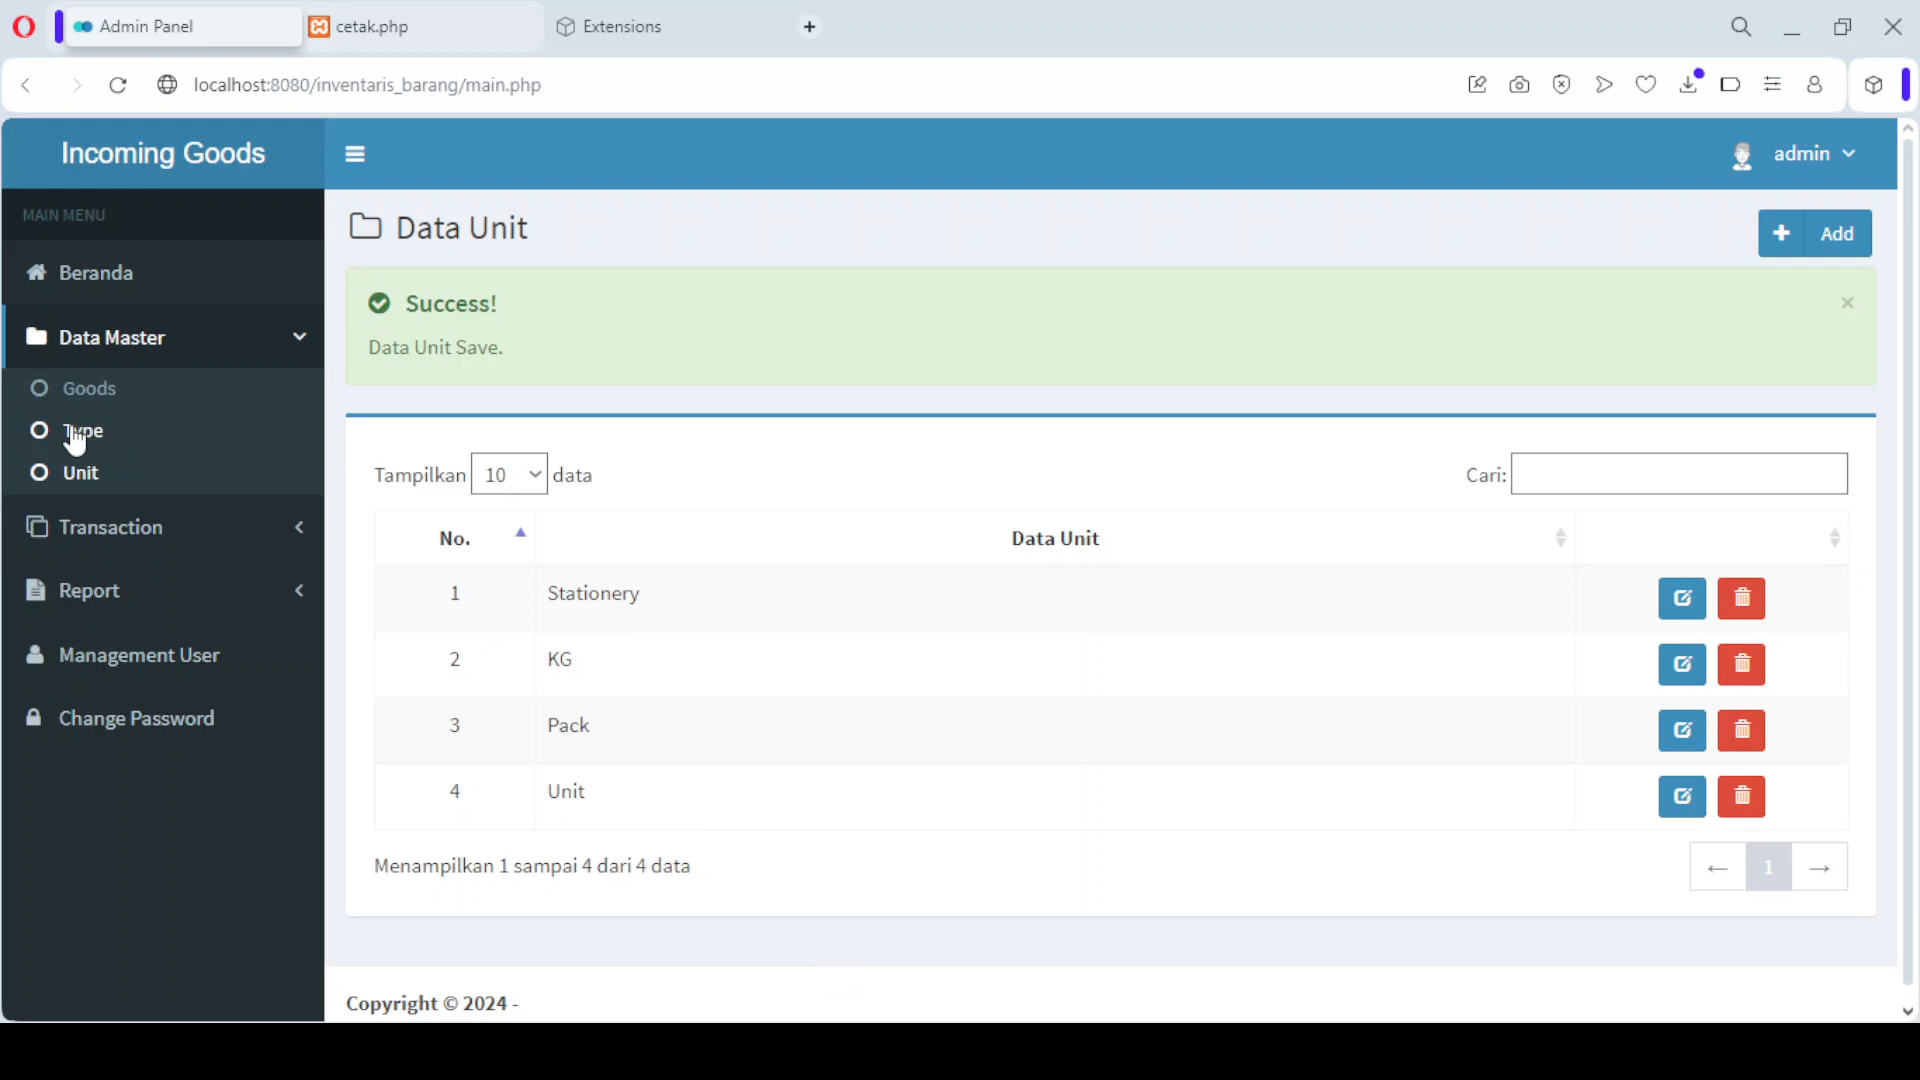 Admin Panel
cetak.php
Extensions
localhost:8080/inventaris_barang/main.php
Incoming Goods
admin
MAIN MENU
Beranda
Data Master
Goods
Type
Unit
Transaction
Report
Management User
Change Password
Data Unit
Add
Success!
Data Unit Save.
Tampilkan 10 data
Cari:
No. Data Unit
1 Stationery
2 KG
3 Pack
4 Unit
Menampilkan 1 sampai 4 dari 4 data
← 1 →
Copyright © 2024 -